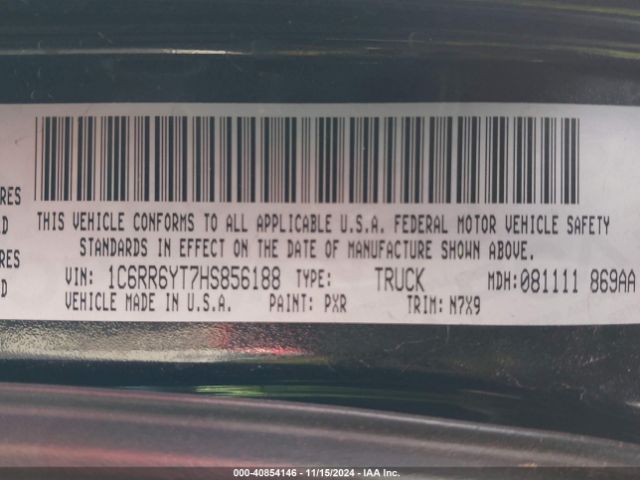 RES
D
RES
D
THIS VEHICLE CONFORMS TO ALL APPLICABLE U.S.A. FEDERAL MOTOR VEHICLE SAFETY
STANDARDS IN EFFECT ON THE DATE OF MANUFACTURE SHOWN ABOVE.
VIN: 1C6RR6YT7HS856188 TYPE: TRUCK MDH:081111 869AA
VEHICLE MADE IN U.S.A. PAINT: PXR TRIM: N7X9
000-40854146 - 11/15/2024 - IAA Inc.